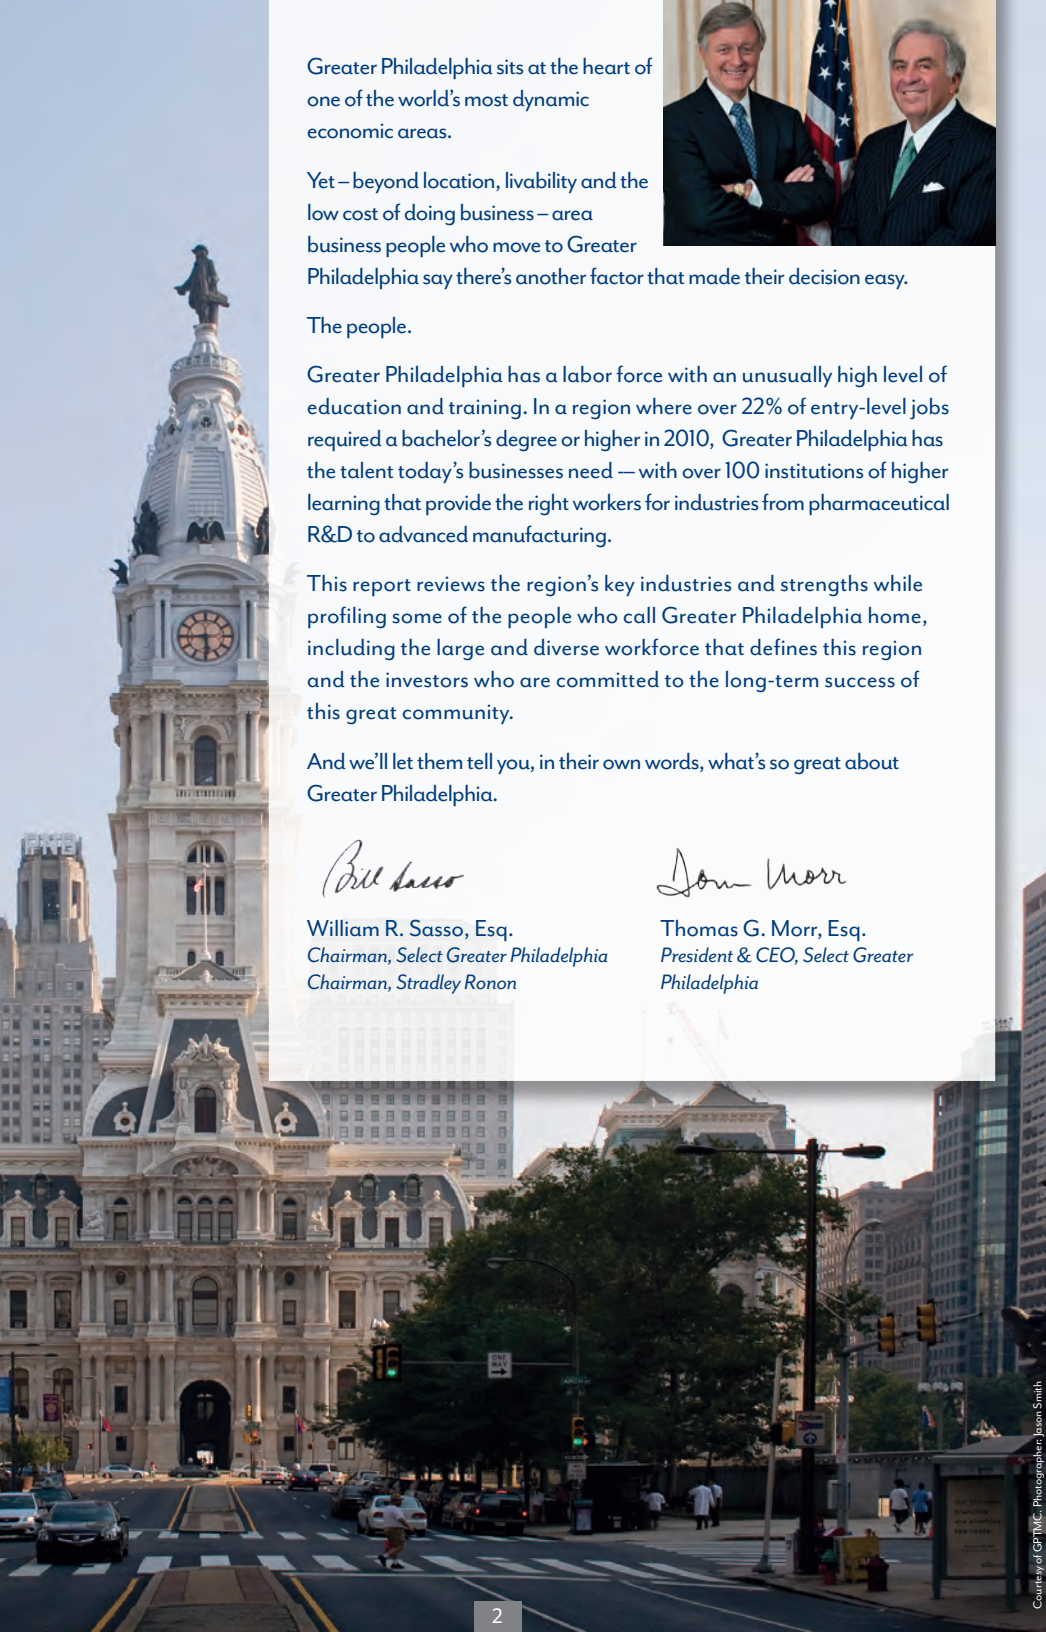 Greater Philadelphia sits at the heart of
one of the world's most dynamic
economic areas.
Yet – beyond location, livability and the
low cost of doing business – area
business people who move to Greater
Philadelphia say there's another factor that made their decision easy.
The people.
Greater Philadelphia has a labor force with an unusually high level of
education and training. In a region where over 22% of entry-level jobs
required a bachelor's degree or higher in 2010, Greater Philadelphia has
the talent today's businesses need –– with over 100 institutions of higher
learning that provide the right workers for industries from pharmaceutical
R&D to advanced manufacturing.
This report reviews the region's key industries and strengths while
profiling some of the people who call Greater Philadelphia home,
including the large and diverse workforce that defines this region
and the investors who are committed to the long-term success of
this great community.
And we'll let them tell you, in their own words, what's so great about
Greater Philadelphia.
Bill Sasso
Tom Morr
William R. Sasso, Esq.
Chairman, Select Greater Philadelphia
Chairman, Stradley Ronon
Thomas G. Morr, Esq.
President & CEO, Select Greater
Philadelphia
PNB
ONE
WAY
Courtesy of GPTMC. Photographer: Jason Smith
2